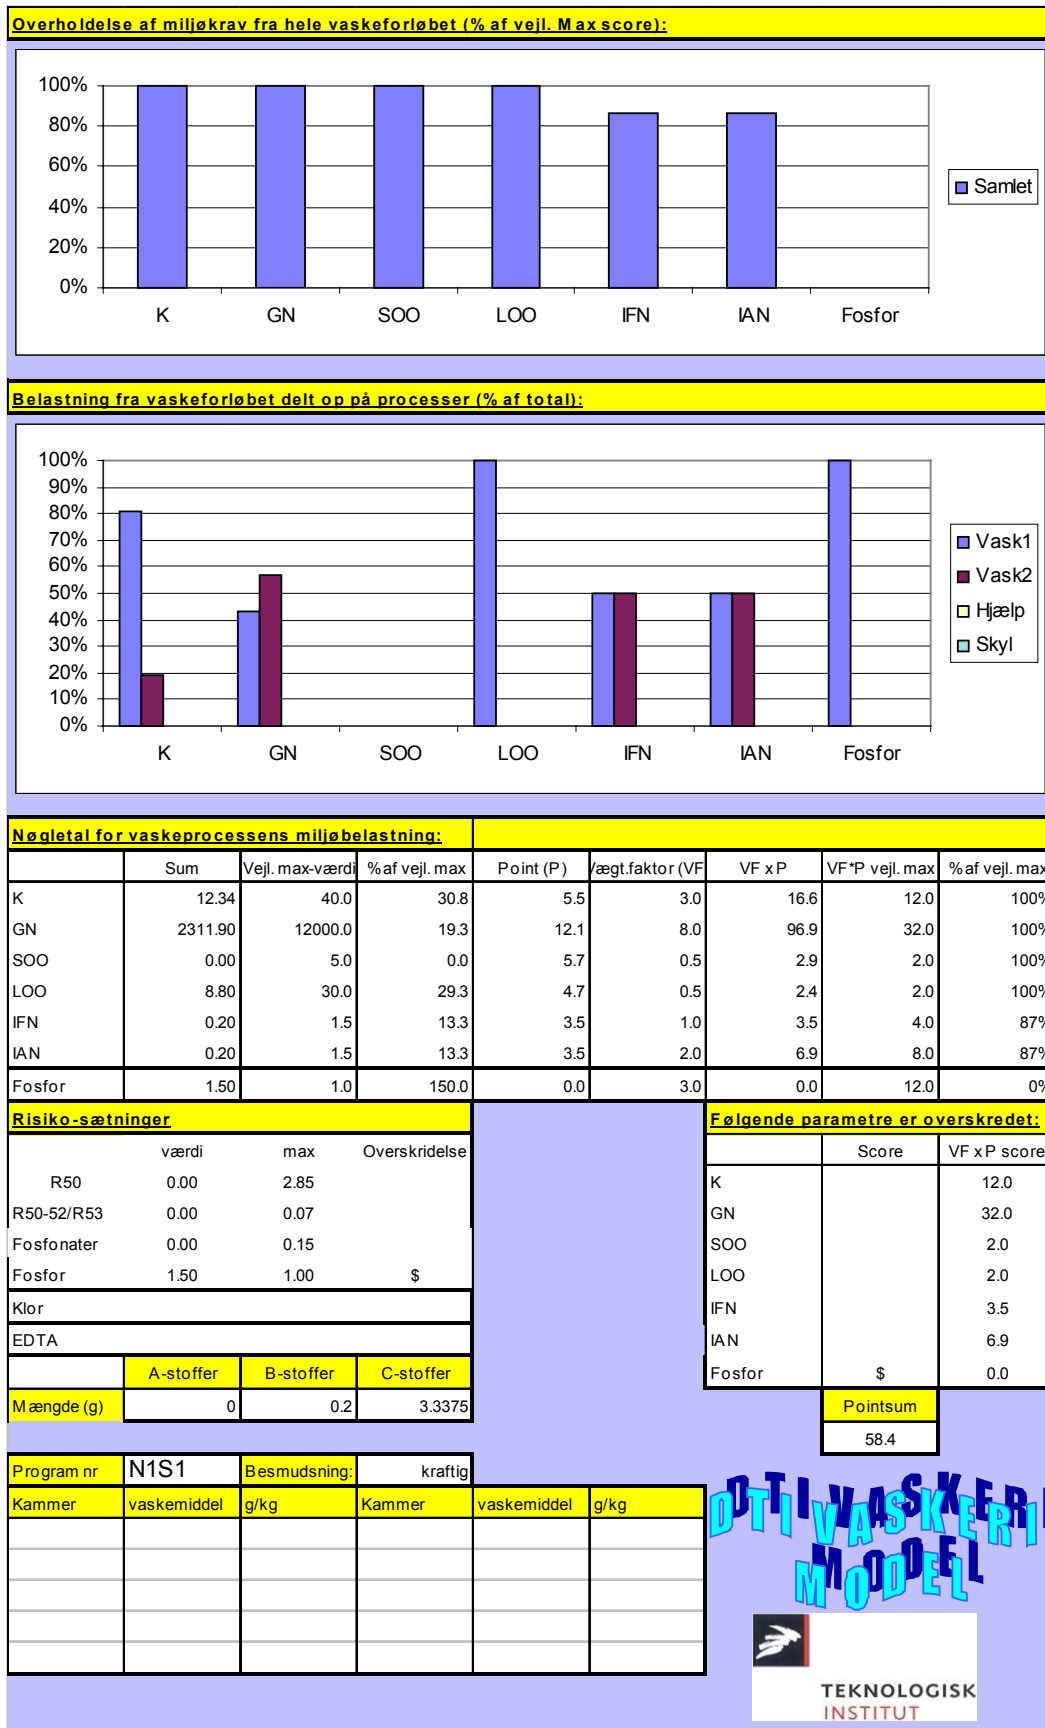 Overholdelse af miljøkrav fra hele vaskeforløbet (% af vejl. Max score):
100%
80%
60%
40%
20%
0%
K GN SOO LOO IFN IAN Fosfor
Samlet
Belastning fra vaskeforløbet delt op på processer (% af total):
100%
90%
80%
70%
60%
50%
40%
30%
20%
10%
0%
K GN SOO LOO IFN IAN Fosfor
Vask1
Vask2
Hjælp
Skyl
Nøgletal for vaskeprocessens miljøbelastning:
Sum Vejl. max-værdi % af vejl. max Point (P) Vægt.faktor (VF VF x P VF*P vejl. max % af vejl. max
K 12.34 40.0 30.8 5.5 3.0 16.6 12.0 100%
GN 2311.90 12000.0 19.3 12.1 8.0 96.9 32.0 100%
SOO 0.00 5.0 0.0 5.7 0.5 2.9 2.0 100%
LOO 8.80 30.0 29.3 4.7 0.5 2.4 2.0 100%
IFN 0.20 1.5 13.3 3.5 1.0 3.5 4.0 87%
IAN 0.20 1.5 13.3 3.5 2.0 6.9 8.0 87%
Fosfor 1.50 1.0 150.0 0.0 3.0 0.0 12.0 0%
Risiko-sætninger
værdi max Overskridelse
R50 0.00 2.85
R50-52/R53 0.00 0.07
Fosfonater 0.00 0.15
Fosfor 1.50 1.00 $
Klor
EDTA
A-stoffer B-stoffer C-stoffer
Mængde (g) 0 0.2 3.3375
Følgende parametre er overskredet:
Score VF x P score
K 12.0
GN 32.0
SOO 2.0
LOO 2.0
IFN 3.5
IAN 6.9
Fosfor $ 0.0
Pointsum
58.4
Program nr N1S1 Besmudsning: kraftig
Kammer vaskemiddel g/kg Kammer vaskemiddel g/kg
DTI VASKERI
MODEL
TEKNOLOGISK
INSTITUT